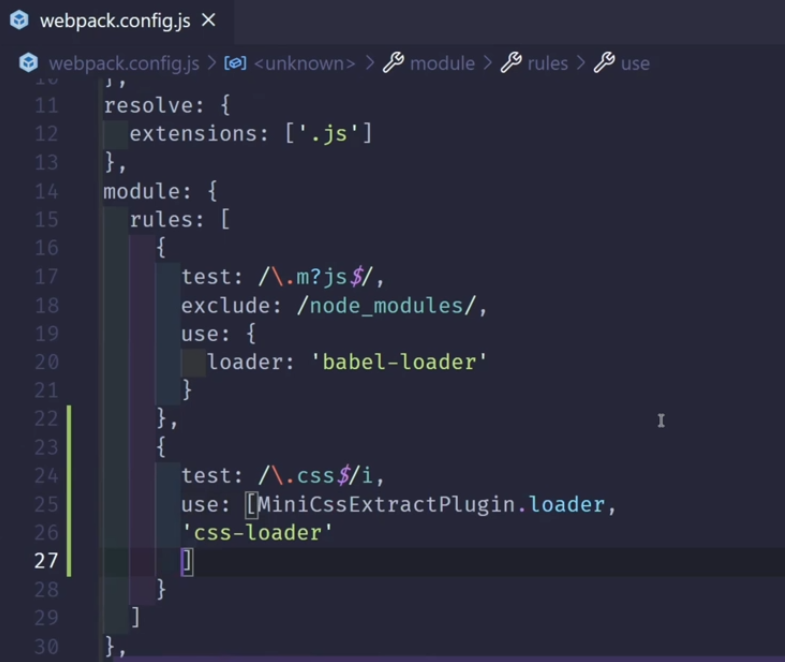 webpack.config.js ×
webpack.config.js > <unknown> > module > rules > use
10 },
11 resolve: {
12 extensions: ['.js']
13 },
14 module: {
15 rules: [
16 {
17 test: /\.m?js$/,
18 exclude: /node_modules/,
19 use: {
20 loader: 'babel-loader'
21 }
22 },
23 {
24 test: /\.css$/i,
25 use: [MiniCssExtractPlugin.loader,
26 'css-loader'
27 ]
28 }
29 ]
30 },